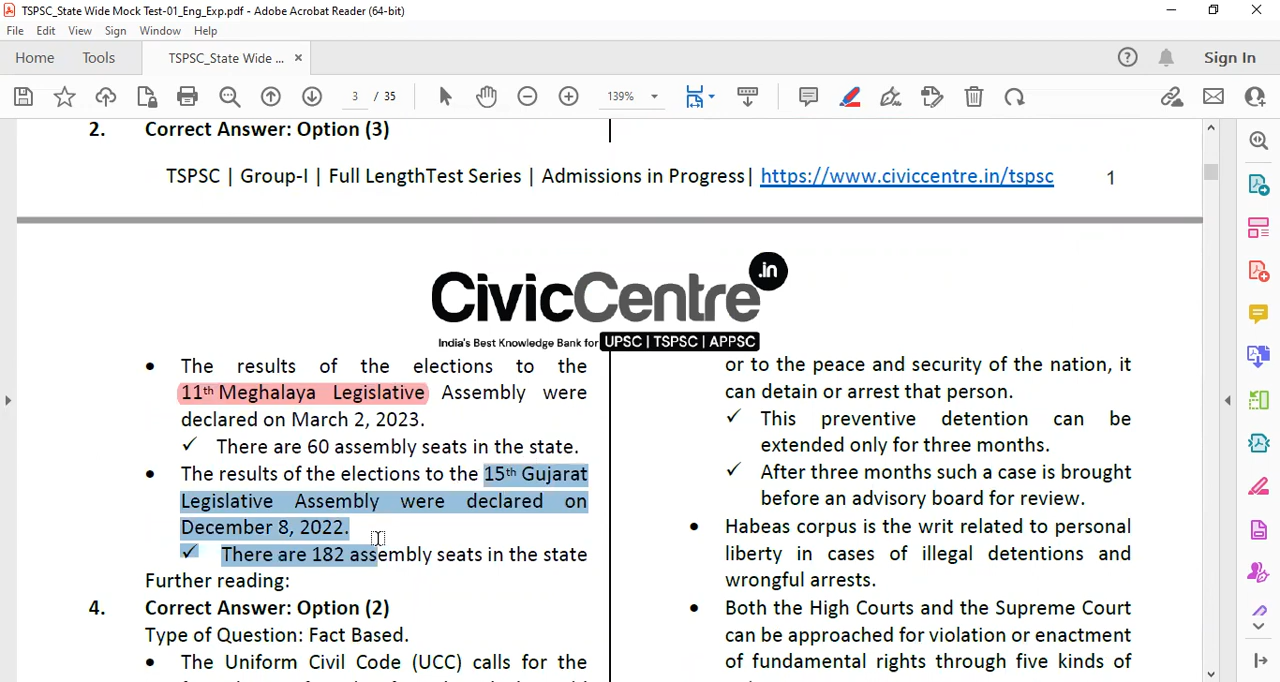 TSPSC_State Wide Mock Test-01_Eng_Exp.pdf - Adobe Acrobat Reader (64-bit)
File Edit View Sign Window Help
Home Tools TSPSC_State Wide ... × Sign In
3 / 35 139%
2. Correct Answer: Option (3)
TSPSC | Group-I | Full LengthTest Series | Admissions in Progress| https://www.civiccentre.in/tspsc 1
CivicCentre .in
India's Best Knowledge Bank for UPSC | TSPSC | APPSC
• The results of the elections to the
11th Meghalaya Legislative Assembly were
declared on March 2, 2023.
✓ There are 60 assembly seats in the state.
• The results of the elections to the 15th Gujarat
Legislative Assembly were declared on
December 8, 2022.
✓ There are 182 assembly seats in the state
Further reading:
4. Correct Answer: Option (2)
Type of Question: Fact Based.
• The Uniform Civil Code (UCC) calls for the
or to the peace and security of the nation, it
can detain or arrest that person.
✓ This preventive detention can be
extended only for three months.
✓ After three months such a case is brought
before an advisory board for review.
• Habeas corpus is the writ related to personal
liberty in cases of illegal detentions and
wrongful arrests.
• Both the High Courts and the Supreme Court
can be approached for violation or enactment
of fundamental rights through five kinds of